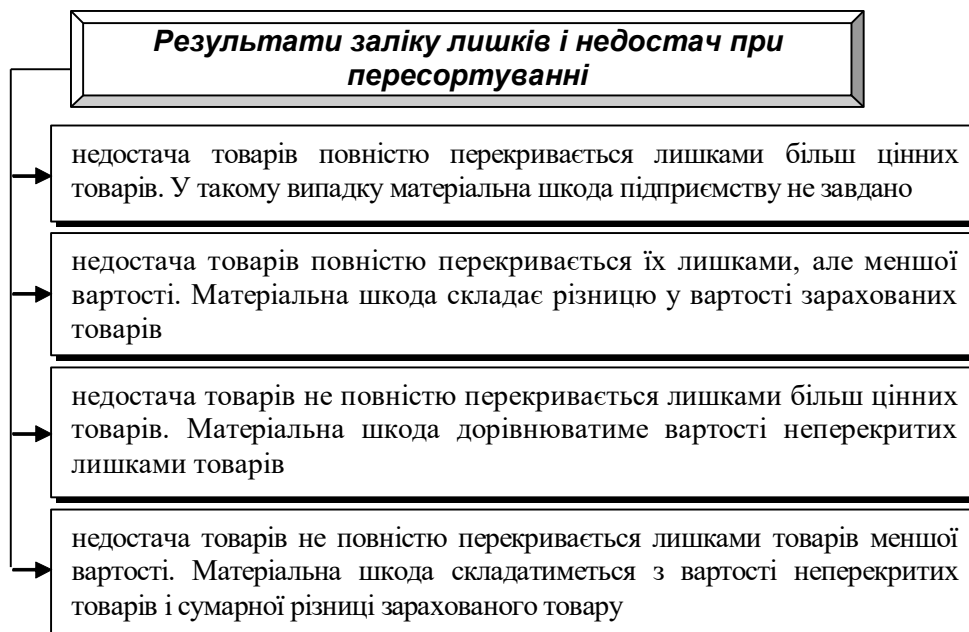 Результати заліку лишків і недостач при
пересортуванні
недостача товарів повністю перекривається лишками більш цінних
товарів. У такому випадку матеріальна шкода підприємству не завдано
недостача товарів повністю перекривається їх лишками, але меншої
вартості. Матеріальна шкода складає різницю у вартості зарахованих
товарів
недостача товарів не повністю перекривається лишками більш цінних
товарів. Матеріальна шкода дорівнюватиме вартості неперекритих
лишками товарів
недостача товарів не повністю перекривається лишками товарів меншої
вартості. Матеріальна шкода складатиметься з вартості неперекритих
товарів і сумарної різниці зарахованого товару